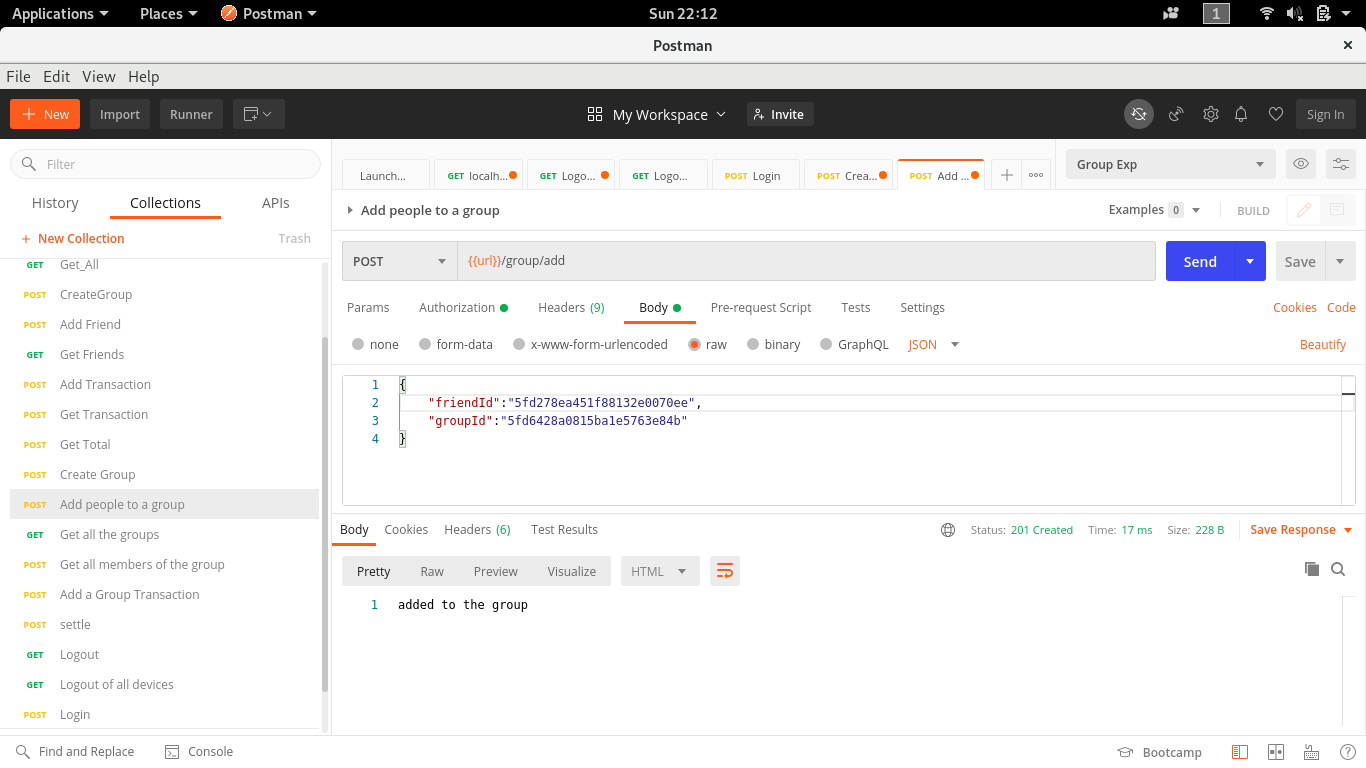 Applications Places Postman Sun 22:12 1
Postman ×
File Edit View Help
New Import Runner My Workspace Invite Sign In
Filter
History Collections APIs
+ New Collection Trash
GET Get_All
POST CreateGroup
POST Add Friend
GET Get Friends
POST Add Transaction
POST Get Transaction
POST Get Total
POST Create Group
POST Add people to a group
GET Get all the groups
POST Get all members of the group
POST Add a Group Transaction
POST settle
GET Logout
GET Logout of all devices
POST Login
Launch... GET localh... GET Logo... GET Logo... POST Login POST Crea... POST Add ... Group Exp
Add people to a group Examples 0 BUILD
POST {{url}}/group/add Send Save
Params Authorization Headers (9) Body Pre-request Script Tests Settings Cookies Code
none form-data x-www-form-urlencoded raw binary GraphQL JSON Beautify
1 {
2 "friendId":"5fd278ea451f88132e0070ee",
3 "groupId":"5fd6428a0815ba1e5763e84b"
4 }
Body Cookies Headers (6) Test Results Status: 201 Created Time: 17 ms Size: 228 B Save Response
Pretty Raw Preview Visualize HTML
1 added to the group
Find and Replace Console Bootcamp